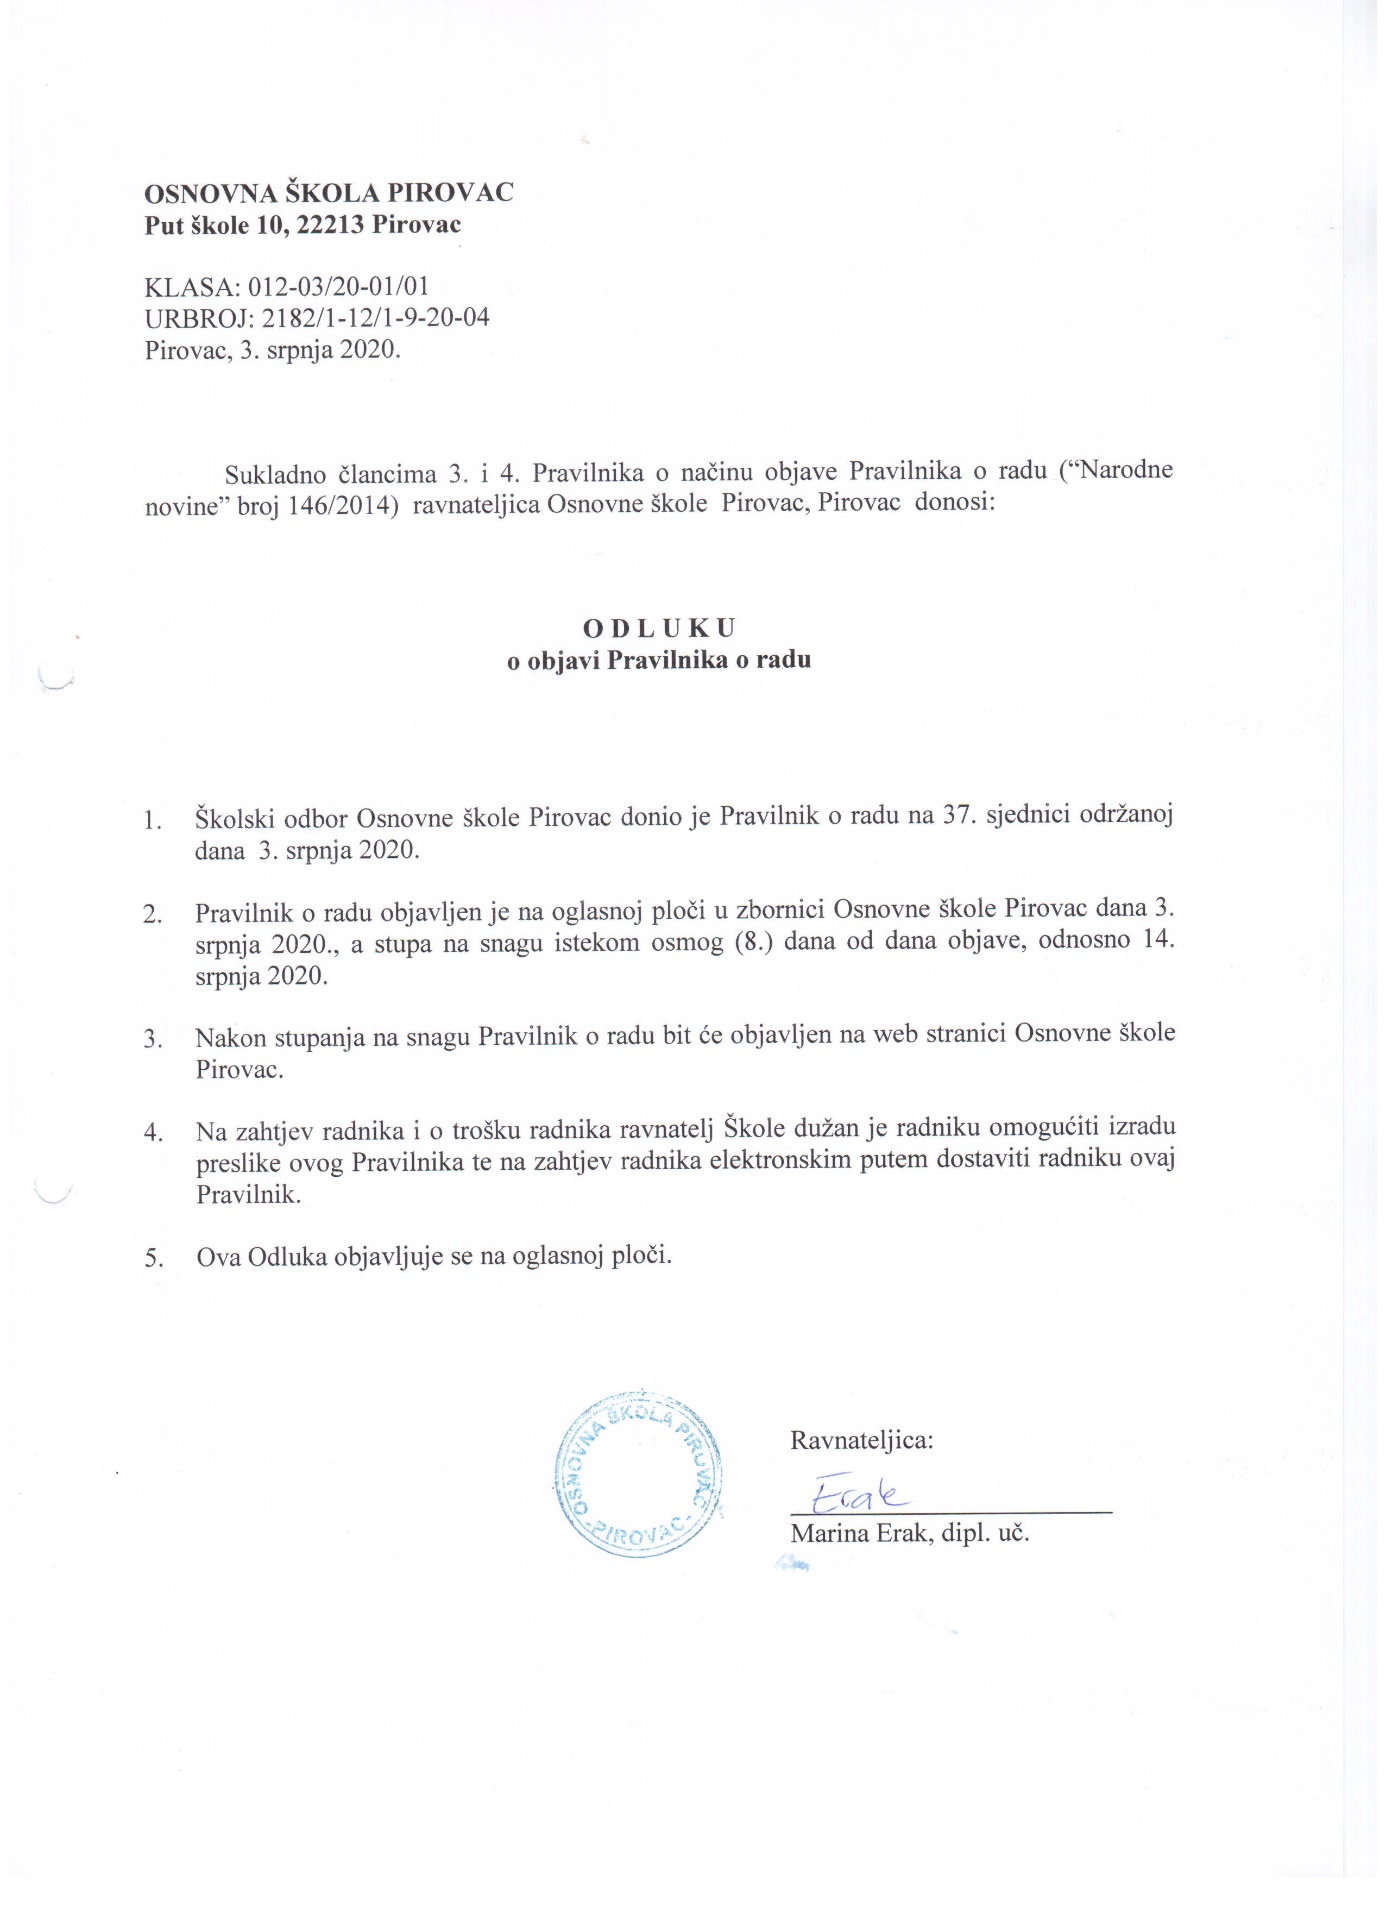 OSNOVNA ŠKOLA PIROVAC
Put škole 10, 22213 Pirovac
KLASA: 012-03/20-01/01
URBROJ: 2182/1-12/1-9-20-04
Pirovac, 3. srpnja 2020.
Sukladno člancima 3. i 4. Pravilnika o načinu objave Pravilnika o radu (“Narodne
novine” broj 146/2014) ravnateljica Osnovne škole Pirovac, Pirovac donosi:
O D L U K U
o objavi Pravilnika o radu
1. Školski odbor Osnovne škole Pirovac donio je Pravilnik o radu na 37. sjednici održanoj
dana 3. srpnja 2020.
2. Pravilnik o radu objavljen je na oglasnoj ploči u zbornici Osnovne škole Pirovac dana 3.
srpnja 2020., a stupa na snagu istekom osmog (8.) dana od dana objave, odnosno 14.
srpnja 2020.
3. Nakon stupanja na snagu Pravilnik o radu bit će objavljen na web stranici Osnovne škole
Pirovac.
4. Na zahtjev radnika i o trošku radnika ravnatelj Škole dužan je radniku omogućiti izradu
preslike ovog Pravilnika te na zahtjev radnika elektronskim putem dostaviti radniku ovaj
Pravilnik.
5. Ova Odluka objavljuje se na oglasnoj ploči.
OSNOVNA ŠKOLA PIROVAC
-PIROVAC-
Ravnateljica:
Erak
Marina Erak, dipl. uč.